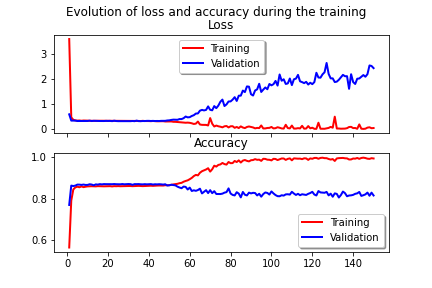 Evolution of loss and accuracy during the training
Loss
3
2
1
0
Training
Validation
Accuracy
1.0
0.8
0.6
Training
Validation
0 20 40 60 80 100 120 140